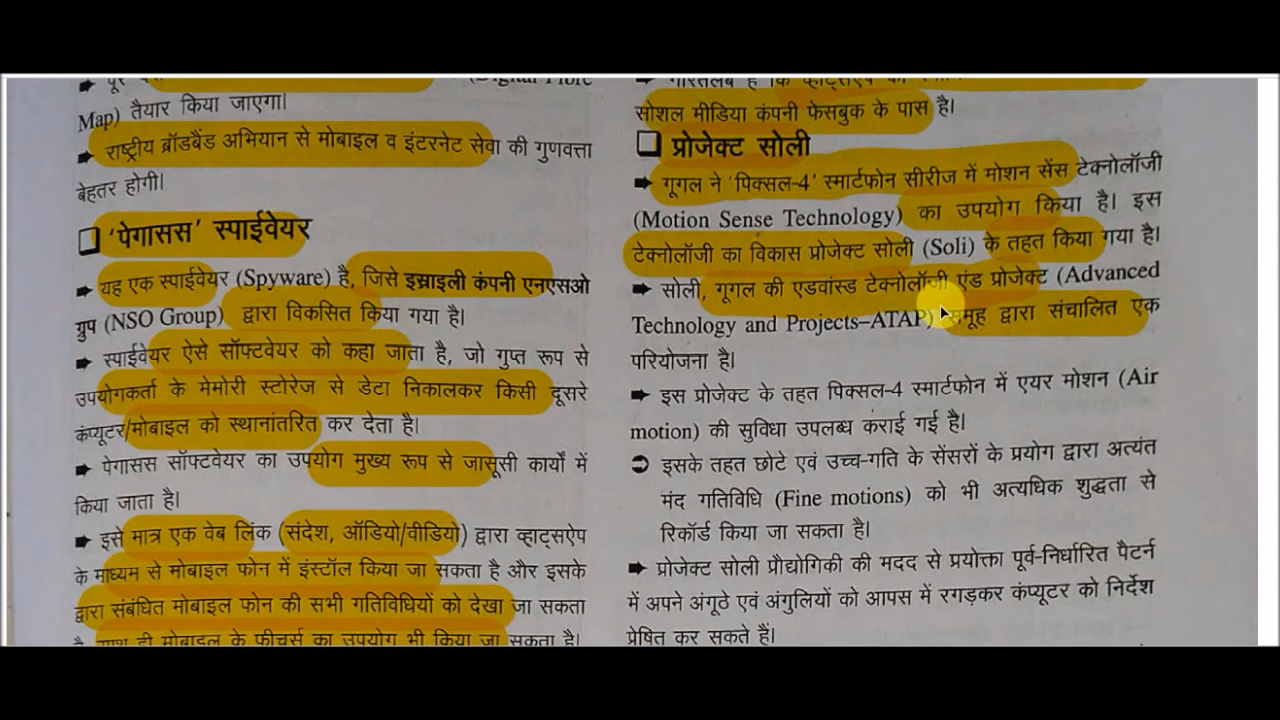 Map) तैयार किया जाएगा।
➡ राष्ट्रीय ब्रॉडबैंड अभियान से मोबाइल व इंटरनेट सेवा की गुणवत्ता
बेहतर होगी।
❑ 'पेगासस' स्पाईवेयर
➡ यह एक स्पाईवेयर (Spyware) है, जिसे इस्राइली कंपनी एनएसओ
ग्रुप (NSO Group) द्वारा विकसित किया गया है।
➡ स्पाईवेयर ऐसे सॉफ्टवेयर को कहा जाता है, जो गुप्त रूप से
उपयोगकर्ता के मेमोरी स्टोरेज से डेटा निकालकर किसी दूसरे
कंप्यूटर/मोबाइल को स्थानांतरित कर देता है।
➡ पेगासस सॉफ्टवेयर का उपयोग मुख्य रूप से जासूसी कार्यों में
किया जाता है।
➡ इसे मात्र एक वेब लिंक (संदेश, ऑडियो/वीडियो) द्वारा व्हाट्सऐप
के माध्यम से मोबाइल फोन में इंस्टॉल किया जा सकता है और इसके
द्वारा संबंधित मोबाइल फोन की सभी गतिविधियों को देखा जा सकता
है, साथ ही मोबाइल के फीचर्स का उपयोग भी किया जा सकता है।
सोशल मीडिया कंपनी फेसबुक के पास है।
❑ प्रोजेक्ट सोली
➡ गूगल ने 'पिक्सल-4' स्मार्टफोन सीरीज में मोशन सेंस टेक्नोलॉजी
(Motion Sense Technology) का उपयोग किया है। इस
टेक्नोलॉजी का विकास प्रोजेक्ट सोली (Soli) के तहत किया गया है।
➡ सोली, गूगल की एडवांस्ड टेक्नोलॉजी एंड प्रोजेक्ट (Advanced
Technology and Projects–ATAP) समूह द्वारा संचालित एक
परियोजना है।
➡ इस प्रोजेक्ट के तहत पिक्सल-4 स्मार्टफोन में एयर मोशन (Air
motion) की सुविधा उपलब्ध कराई गई है।
➲ इसके तहत छोटे एवं उच्च-गति के सेंसरों के प्रयोग द्वारा अत्यंत
मंद गतिविधि (Fine motions) को भी अत्यधिक शुद्धता से
रिकॉर्ड किया जा सकता है।
➡ प्रोजेक्ट सोली प्रौद्योगिकी की मदद से प्रयोक्ता पूर्व-निर्धारित पैटर्न
में अपने अंगूठे एवं अंगुलियों को आपस में रगड़कर कंप्यूटर को निर्देश
प्रेषित कर सकते हैं।